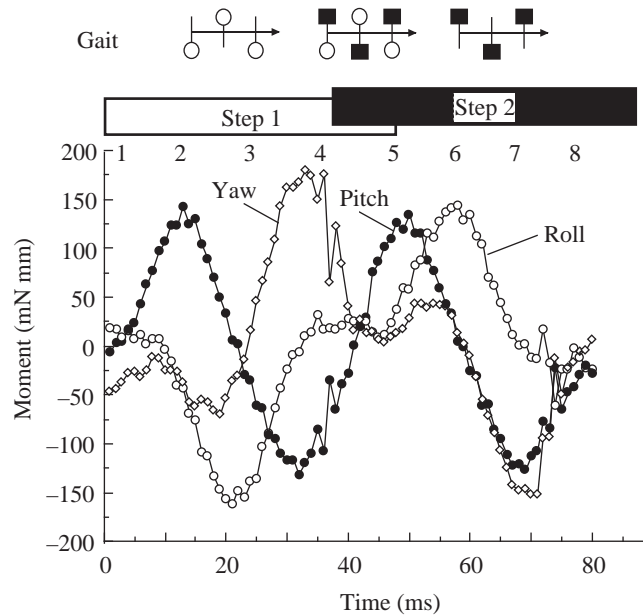 Gait
Step 1
Step 2
1 2 3 4 5 6 7 8
Yaw
Pitch
Roll
Moment (mN mm)
200
150
100
50
0
−50
−100
−150
−200
0 20 40 60 80
Time (ms)